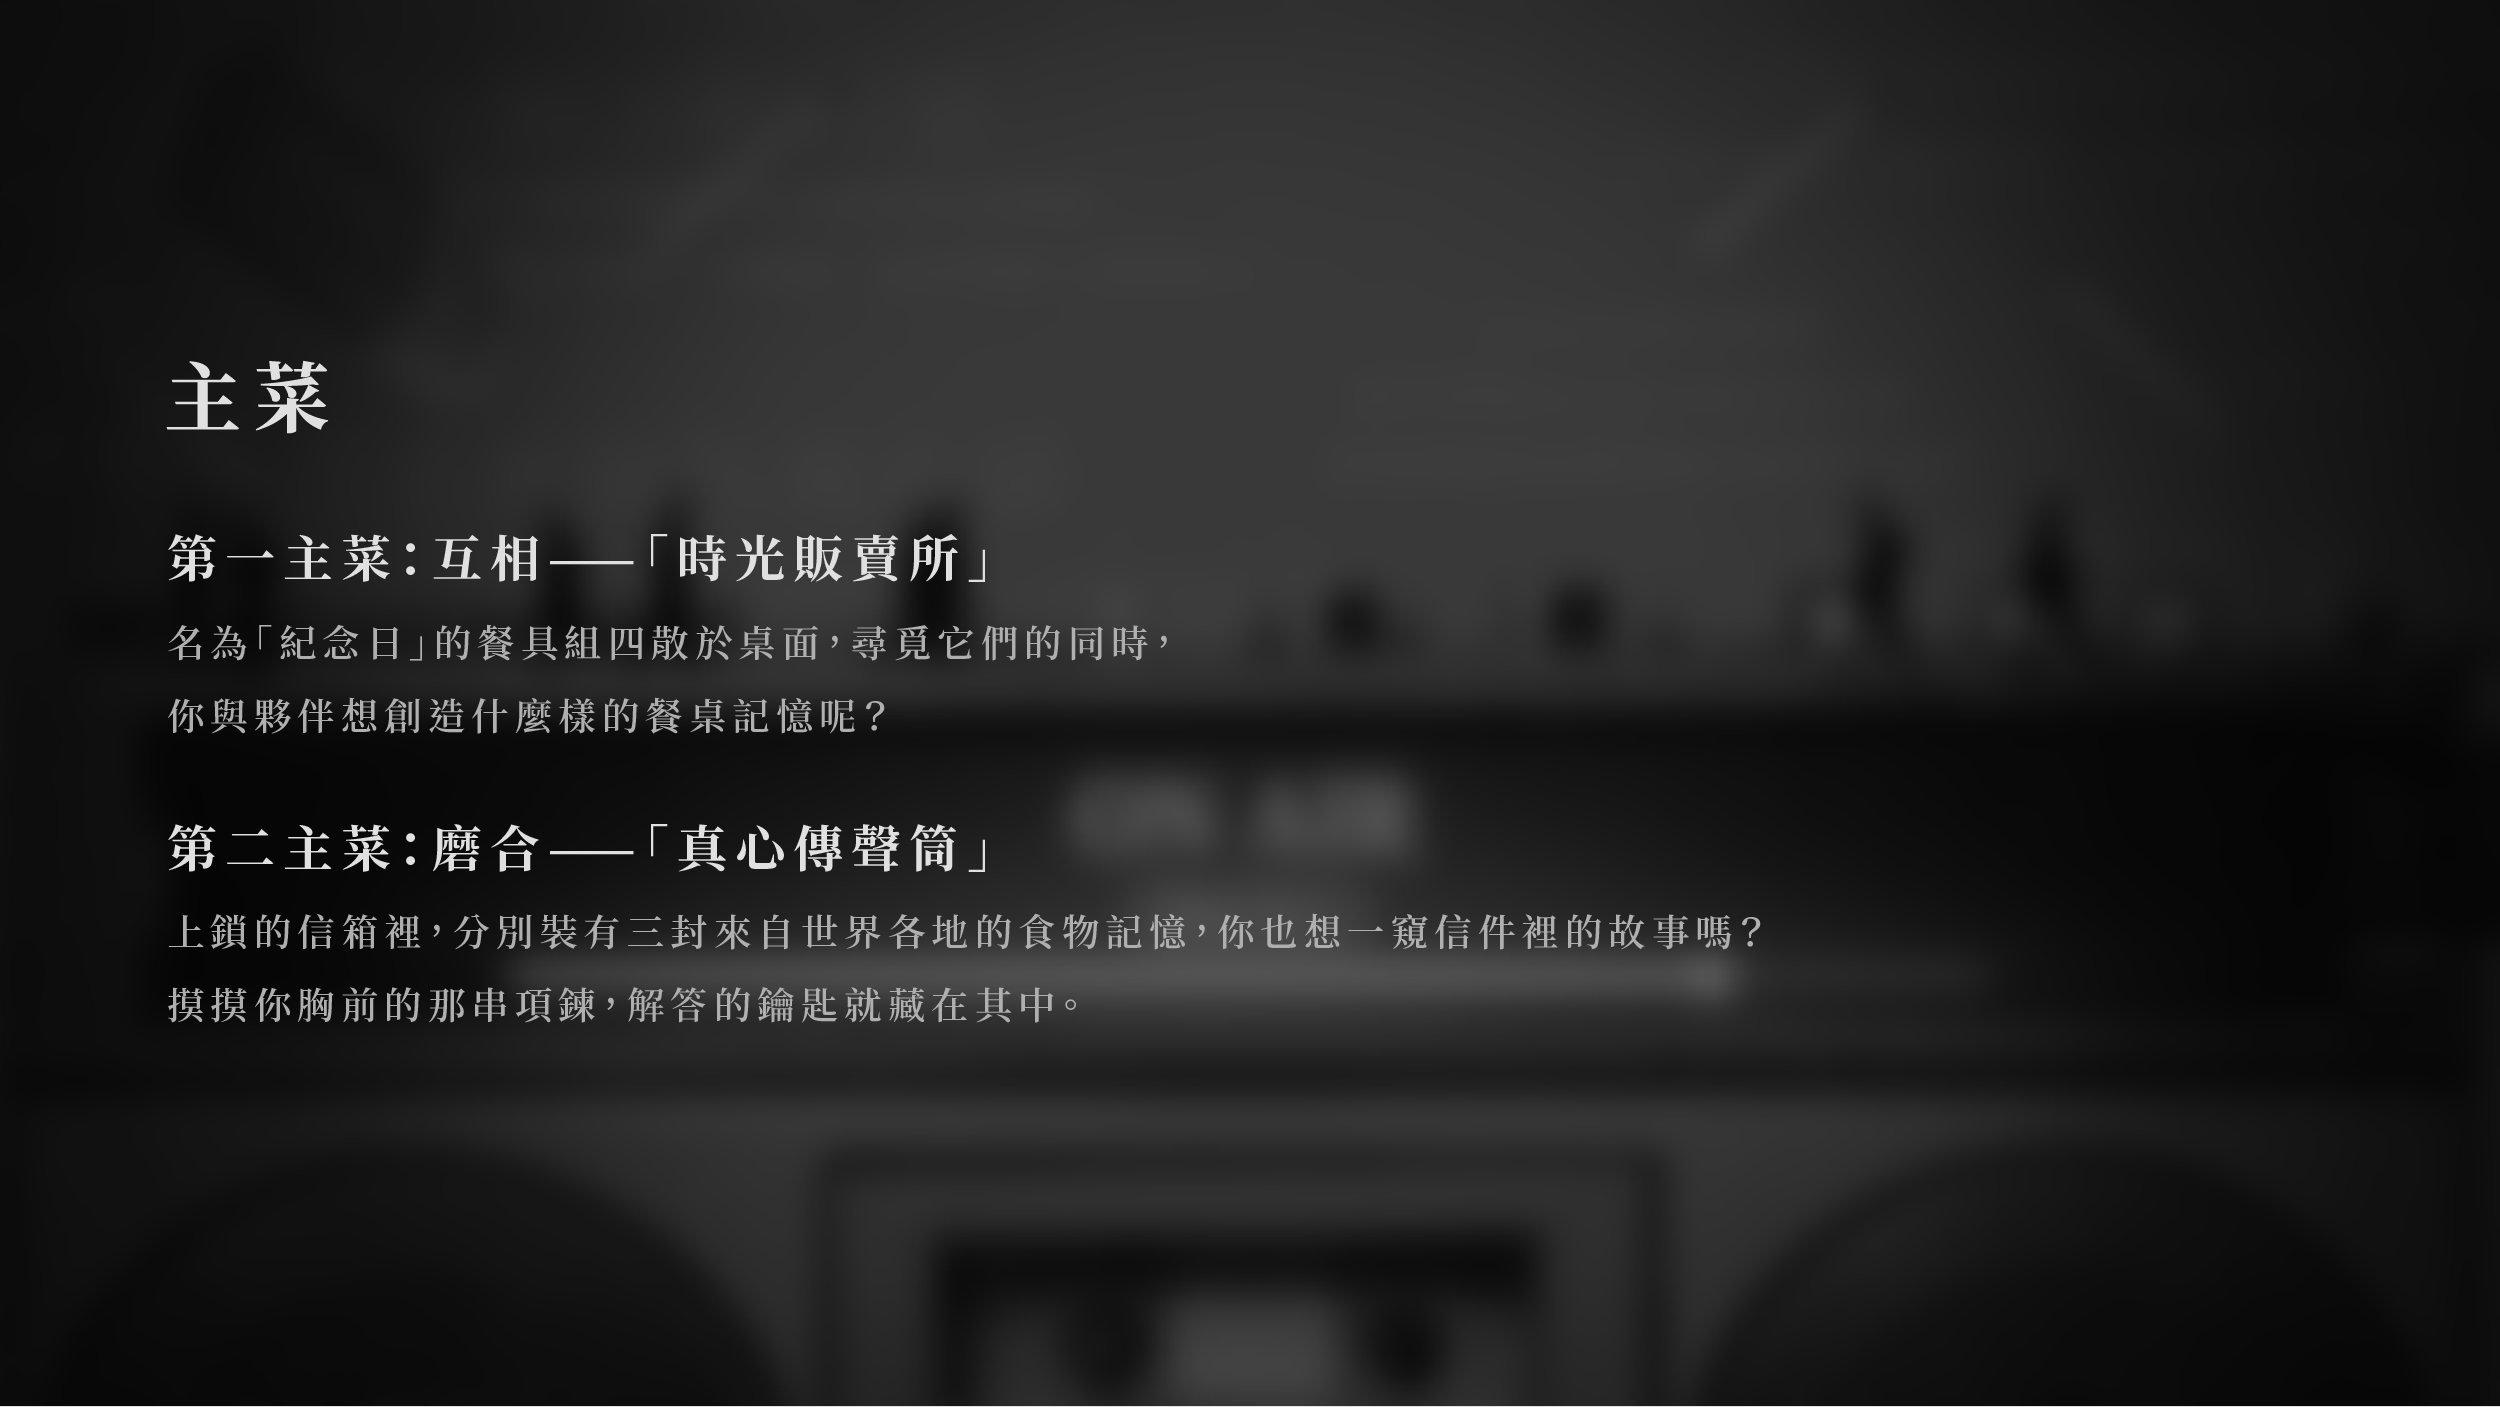 主菜
第一主菜：互相——「時光販賣所」
名為「紀念日」的餐具組四散於桌面，尋覓它們的同時，
你與夥伴想創造什麼樣的餐桌記憶呢？
第二主菜：磨合——「真心傳聲筒」
上鎖的信箱裡，分別裝有三封來自世界各地的食物記憶，你也想一窺信件裡的故事嗎？
摸摸你胸前的那串項鍊，解答的鑰匙就藏在其中。